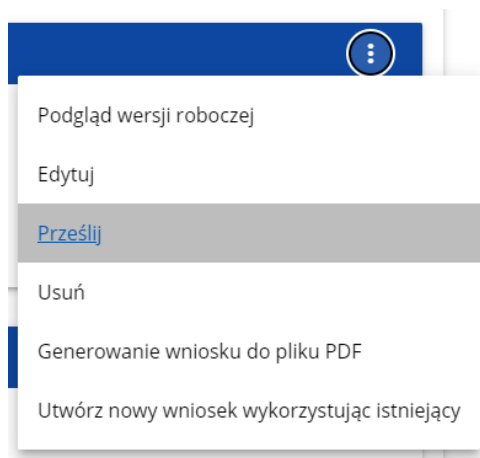 Podgląd wersji roboczej
Edytuj
Prześlij
Usuń
Generowanie wniosku do pliku PDF
Utwórz nowy wniosek wykorzystując istniejący